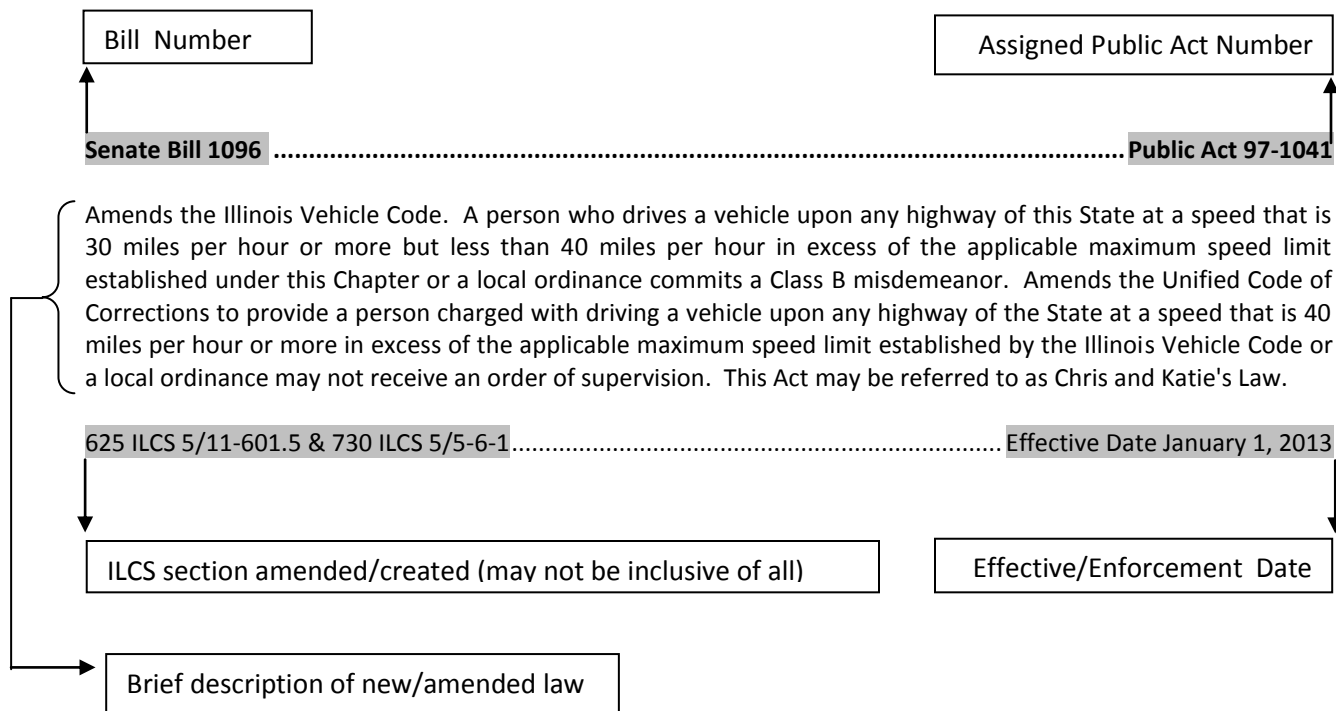 Bill Number
Assigned Public Act Number
Senate Bill 1096 ........................................................................................................................ Public Act 97-1041
Amends the Illinois Vehicle Code. A person who drives a vehicle upon any highway of this State at a speed that is
30 miles per hour or more but less than 40 miles per hour in excess of the applicable maximum speed limit
established under this Chapter or a local ordinance commits a Class B misdemeanor. Amends the Unified Code of
Corrections to provide a person charged with driving a vehicle upon any highway of the State at a speed that is 40
miles per hour or more in excess of the applicable maximum speed limit established by the Illinois Vehicle Code or
a local ordinance may not receive an order of supervision. This Act may be referred to as Chris and Katie's Law.
625 ILCS 5/11-601.5 & 730 ILCS 5/5-6-1...................................................................... Effective Date January 1, 2013
ILCS section amended/created (may not be inclusive of all)
Effective/Enforcement Date
Brief description of new/amended law